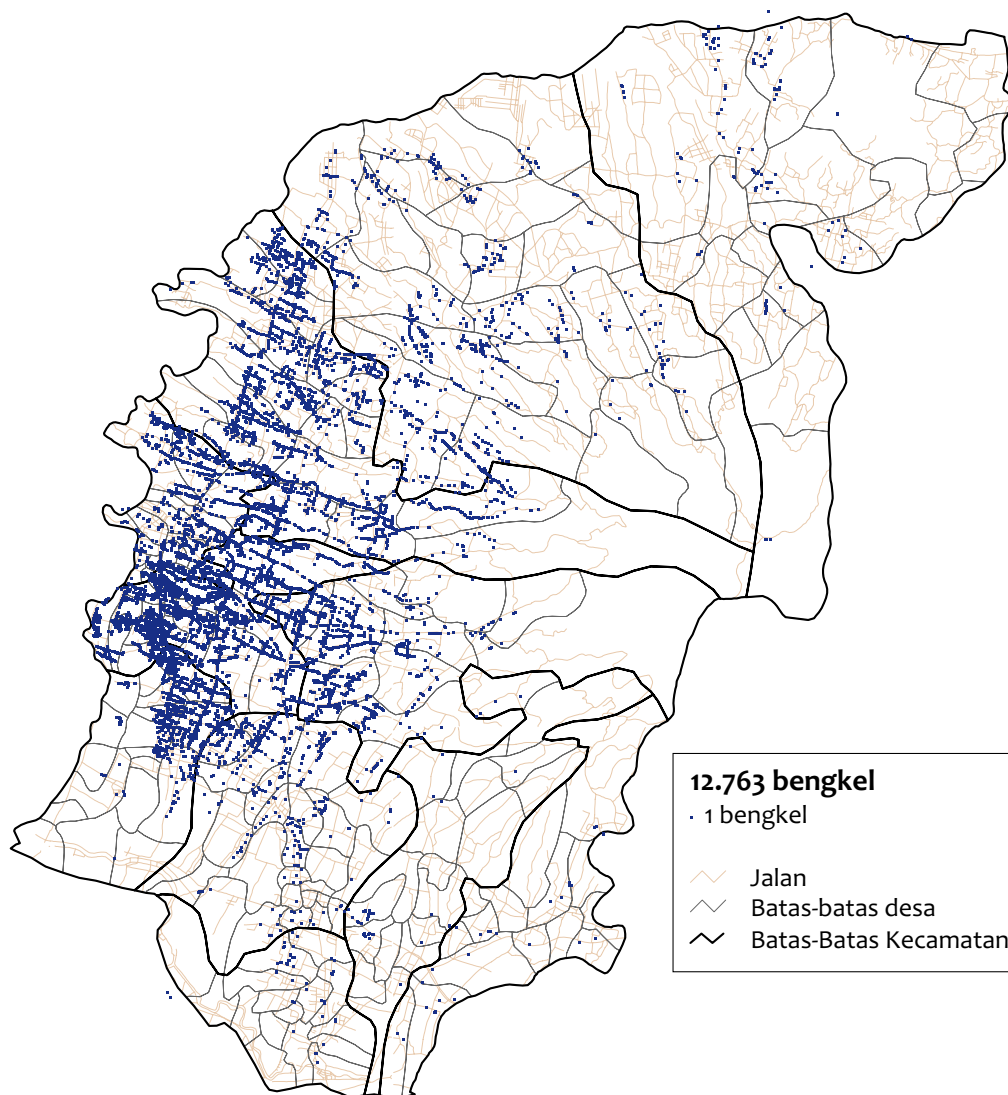 12.763 bengkel
1 bengkel
Jalan
Batas-batas desa
Batas-Batas Kecamatan